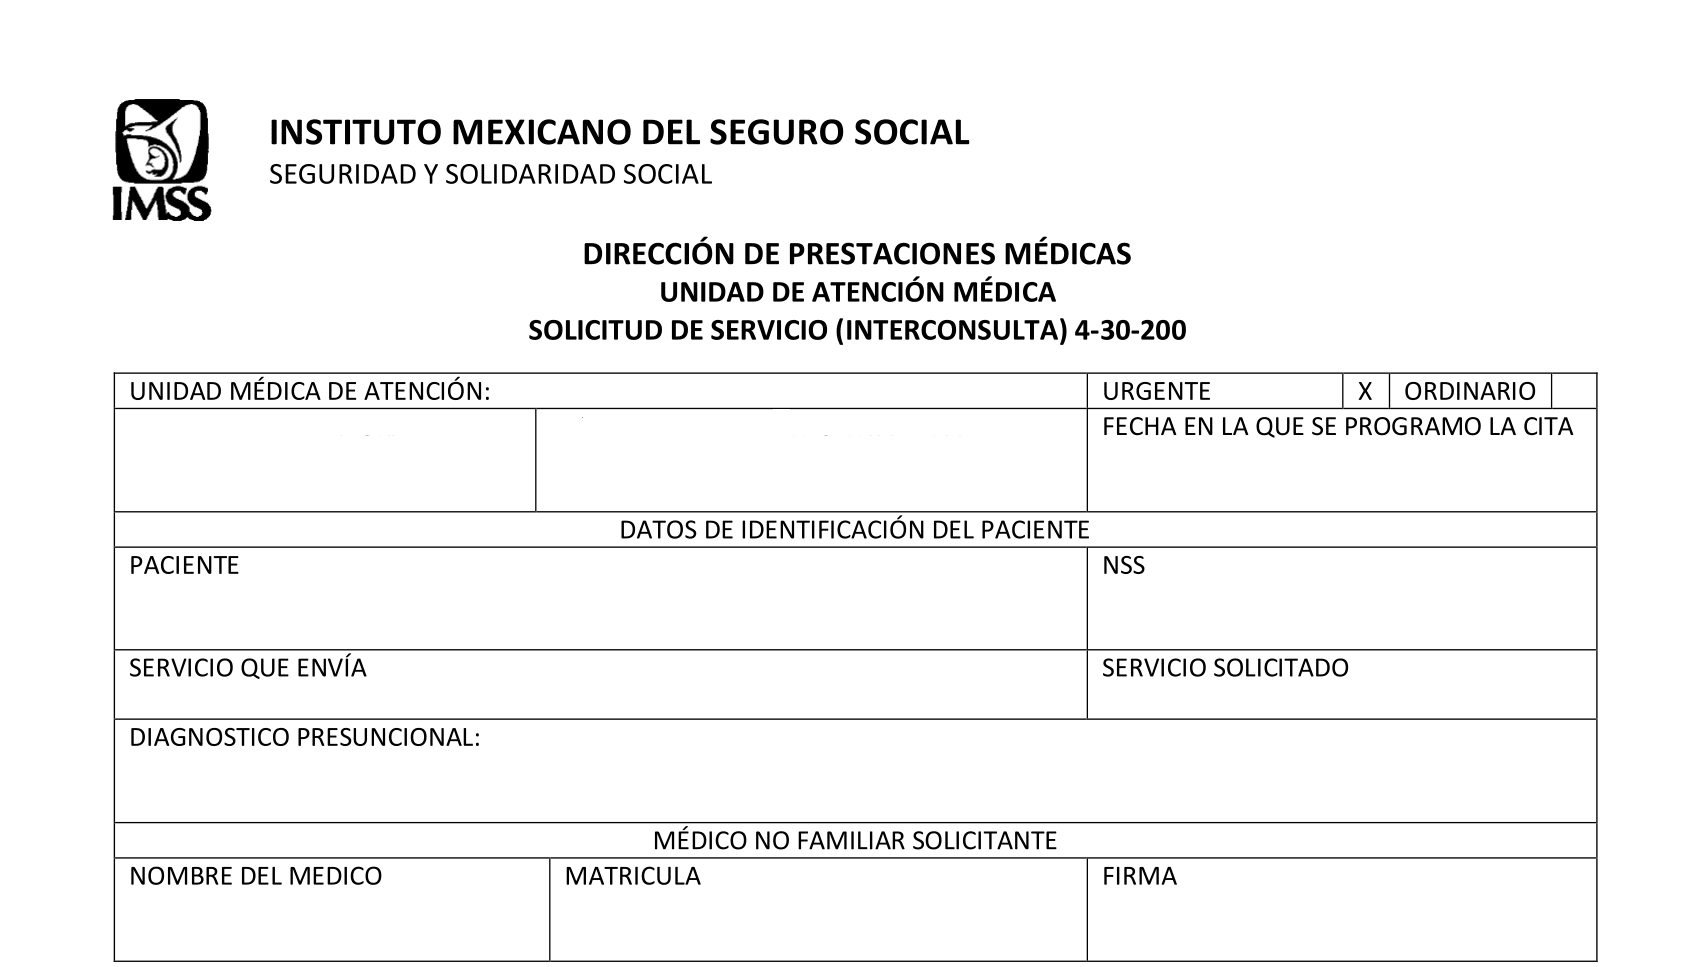 INSTITUTO MEXICANO DEL SEGURO SOCIAL
SEGURIDAD Y SOLIDARIDAD SOCIAL
IMSS
DIRECCIÓN DE PRESTACIONES MÉDICAS
UNIDAD DE ATENCIÓN MÉDICA
SOLICITUD DE SERVICIO (INTERCONSULTA) 4-30-200
UNIDAD MÉDICA DE ATENCIÓN: URGENTE X ORDINARIO
FECHA EN LA QUE SE PROGRAMO LA CITA
DATOS DE IDENTIFICACIÓN DEL PACIENTE
PACIENTE NSS
SERVICIO QUE ENVÍA SERVICIO SOLICITADO
DIAGNOSTICO PRESUNCIONAL:
MÉDICO NO FAMILIAR SOLICITANTE
NOMBRE DEL MEDICO MATRICULA FIRMA